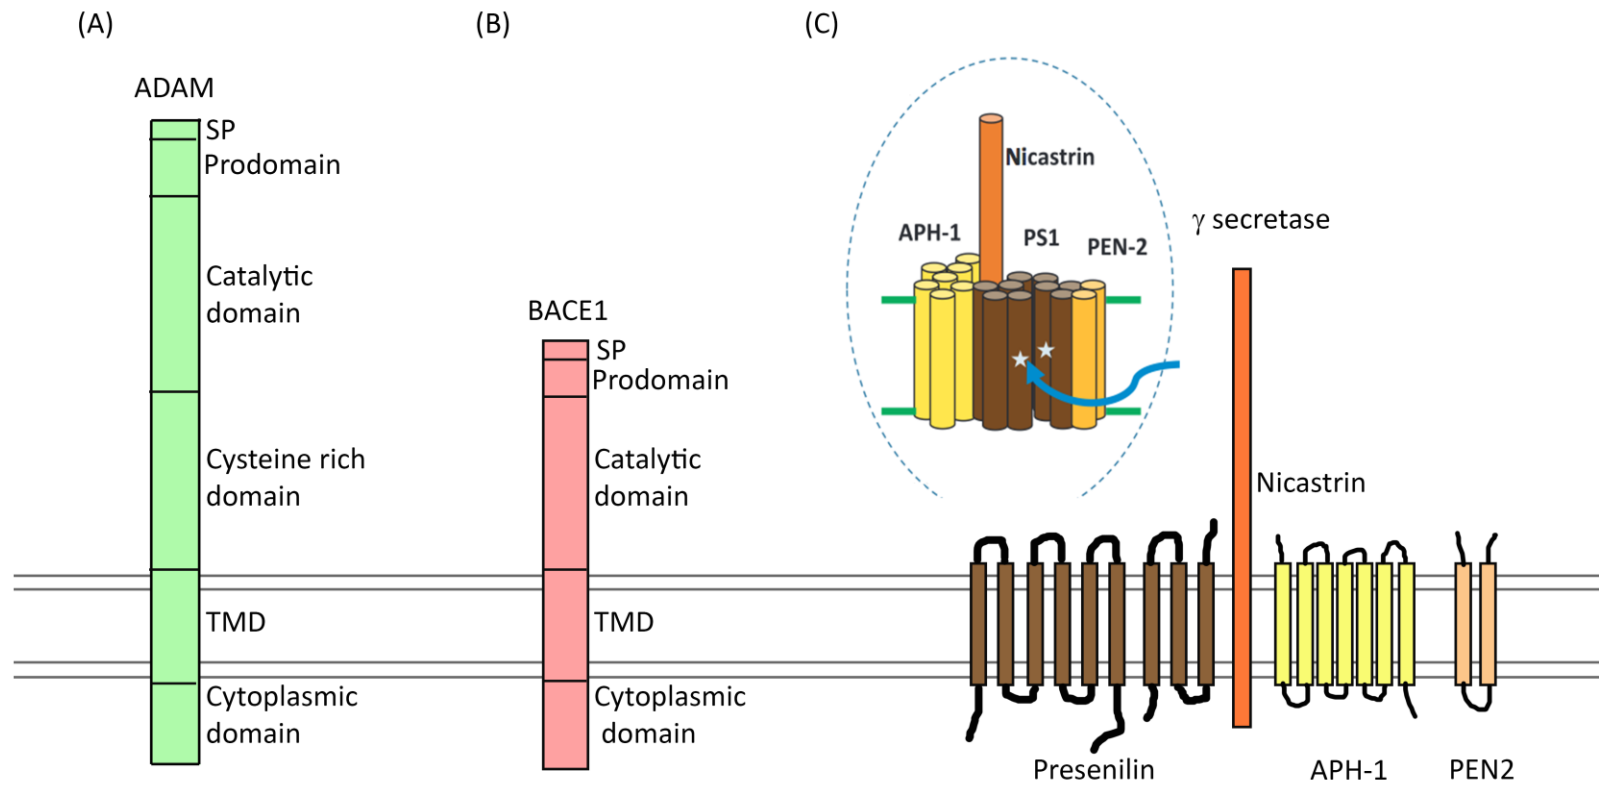 (A)
ADAM
SP
Prodomain
Catalytic
domain
Cysteine rich
domain
TMD
Cytoplasmic
domain
(B)
BACE1
SP
Prodomain
Catalytic
domain
TMD
Cytoplasmic
domain
(C)
Nicastrin
APH-1
PS1
PEN-2
γ secretase
Nicastrin
Presenilin
APH-1
PEN2